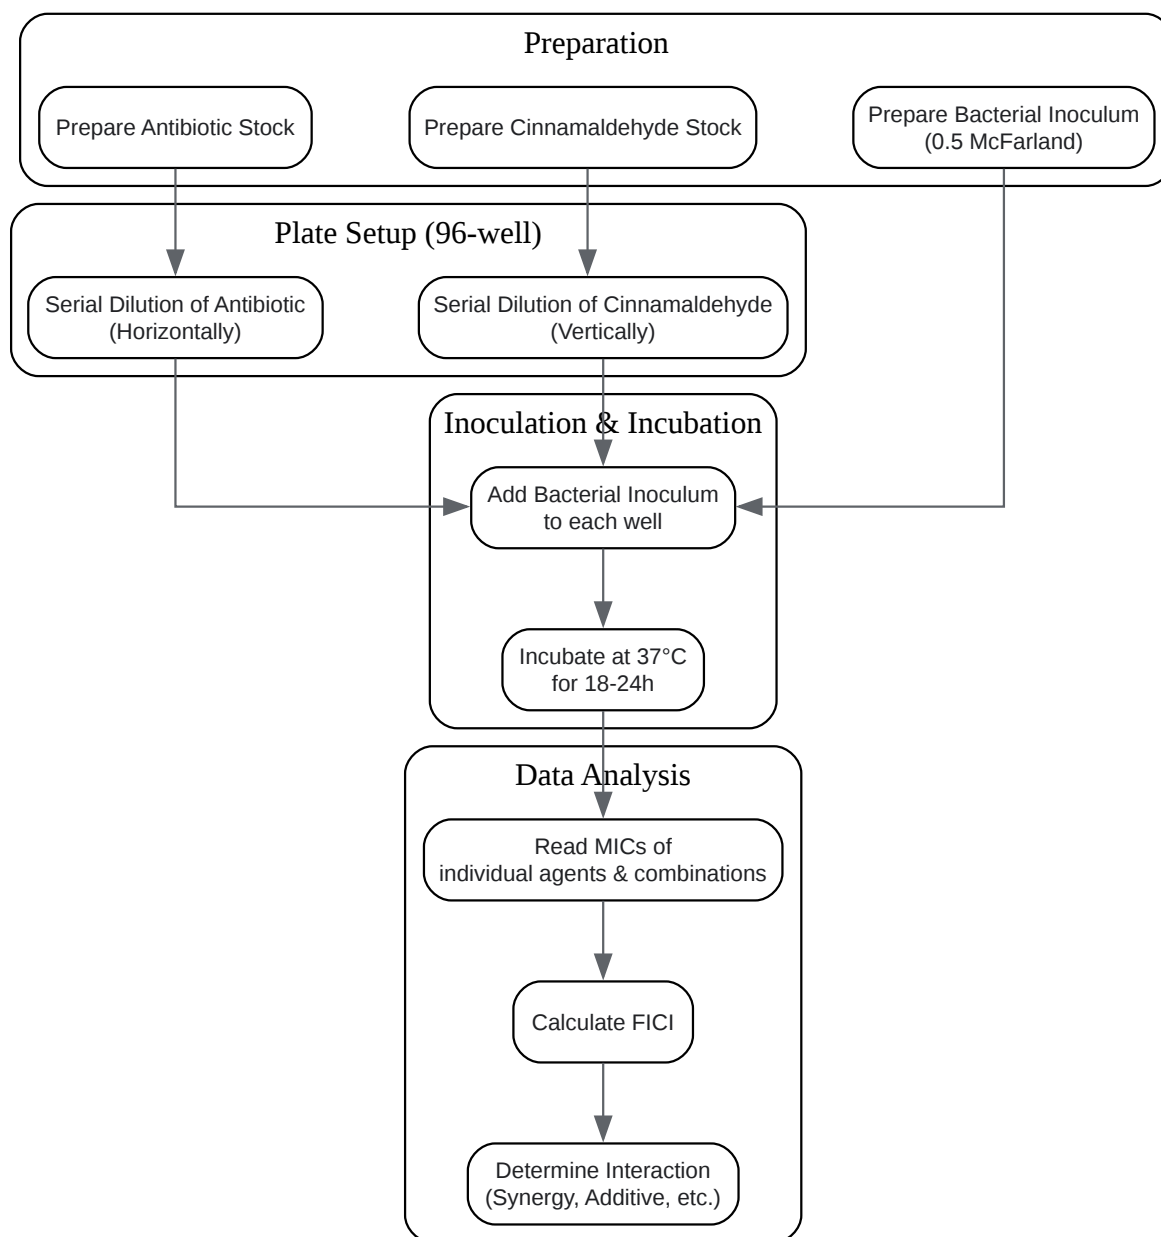 Preparation
Prepare Antibiotic Stock
Prepare Cinnamaldehyde Stock
Prepare Bacterial Inoculum
(0.5 McFarland)
Plate Setup (96-well)
Serial Dilution of Antibiotic
(Horizontally)
Serial Dilution of Cinnamaldehyde
(Vertically)
Inoculation & Incubation
Add Bacterial Inoculum
to each well
Incubate at 37°C
for 18-24h
Data Analysis
Read MICs of
individual agents & combinations
Calculate FICI
Determine Interaction
(Synergy, Additive, etc.)